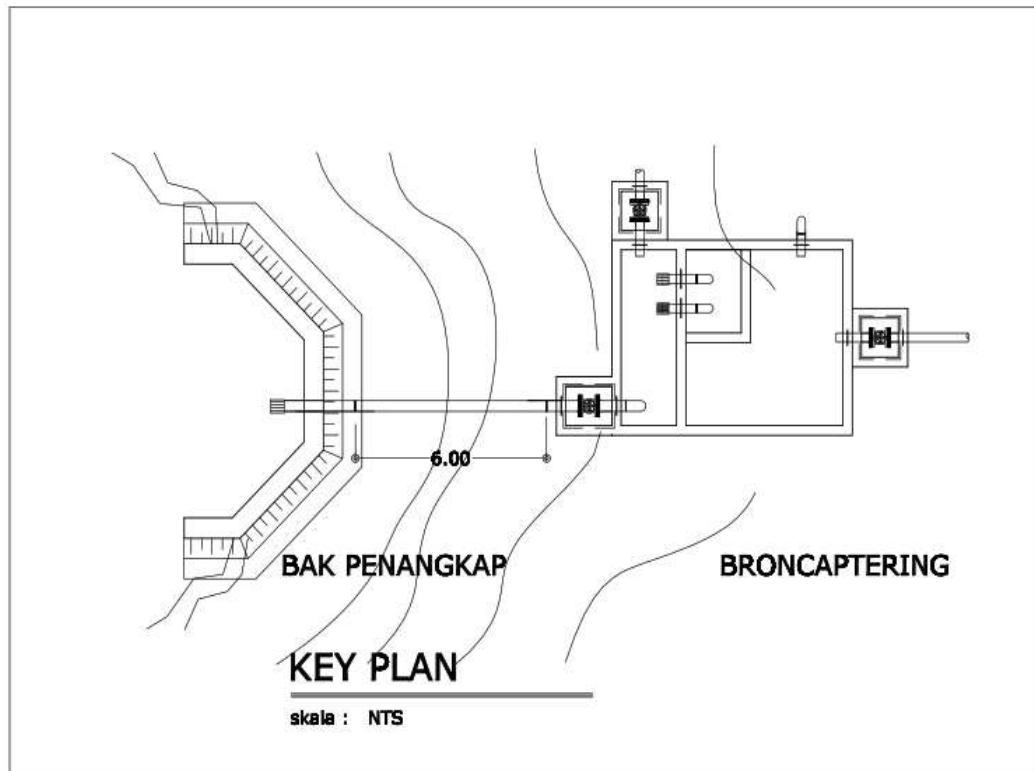 6.00
BAK PENANGKAP
BRONCAPTERING
KEY PLAN
skala : NTS